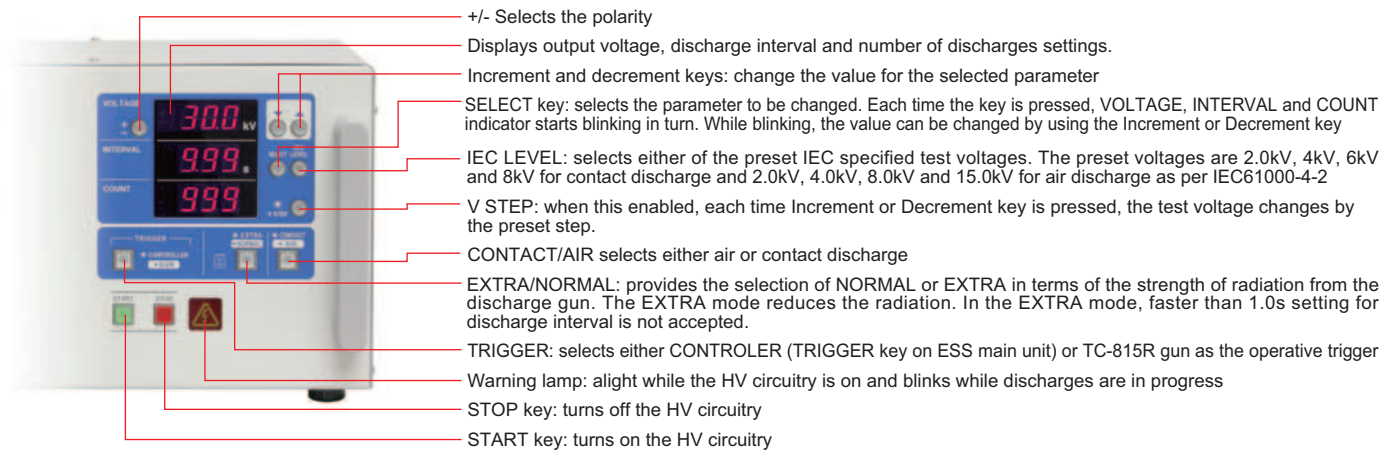 +/- Selects the polarity
Displays output voltage, discharge interval and number of discharges settings.
Increment and decrement keys: change the value for the selected parameter
SELECT key: selects the parameter to be changed. Each time the key is pressed, VOLTAGE, INTERVAL and COUNT
indicator starts blinking in turn. While blinking, the value can be changed by using the Increment or Decrement key
IEC LEVEL: selects either of the preset IEC specified test voltages. The preset voltages are 2.0kV, 4kV, 6kV
and 8kV for contact discharge and 2.0kV, 4.0kV, 8.0kV and 15.0kV for air discharge as per IEC61000-4-2
V STEP: when this enabled, each time Increment or Decrement key is pressed, the test voltage changes by
the preset step.
CONTACT/AIR selects either air or contact discharge
EXTRA/NORMAL: provides the selection of NORMAL or EXTRA in terms of the strength of radiation from the
discharge gun. The EXTRA mode reduces the radiation. In the EXTRA mode, faster than 1.0s setting for
discharge interval is not accepted.
TRIGGER: selects either CONTROLER (TRIGGER key on ESS main unit) or TC-815R gun as the operative trigger
Warning lamp: alight while the HV circuitry is on and blinks while discharges are in progress
STOP key: turns off the HV circuitry
START key: turns on the HV circuitry
VOLTAGE
+
-
30.0 kV
INTERVAL
9.99 s
SELECT
LEVEL
COUNT
999
V STEP
TRIGGER
CONTROLLER
EXTRA
NORMAL
CONTACT
START
STOP